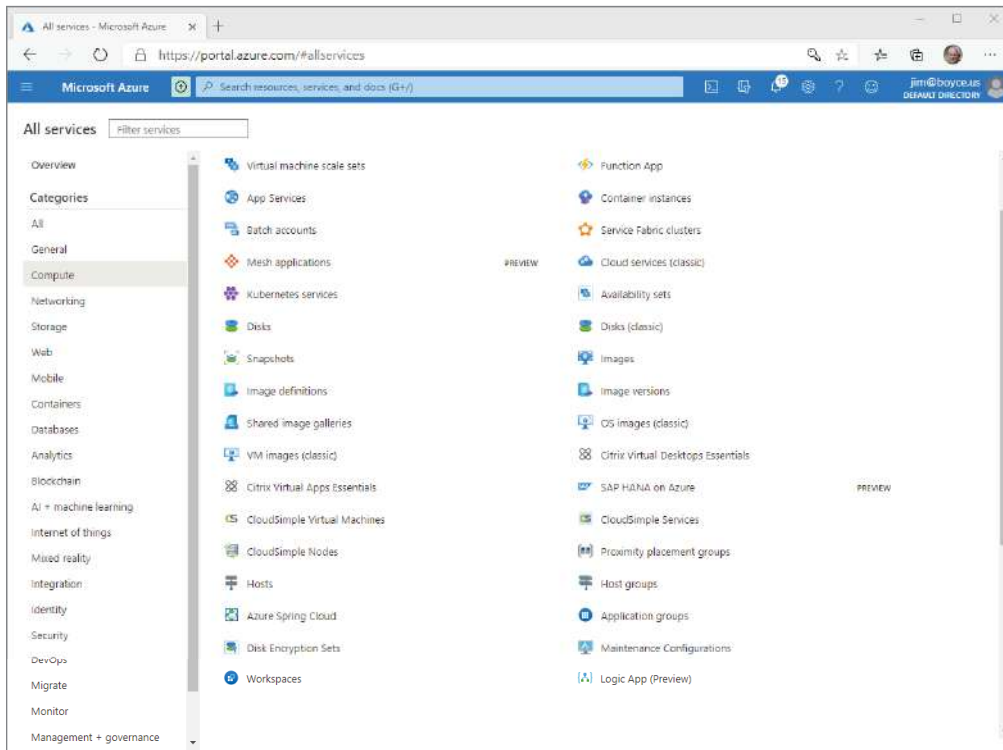 All services - Microsoft Azure
https://portal.azure.com/#allservices
Microsoft Azure
Search resources, services, and docs (G+/)
15
jim@boyce.us
DEFAULT DIRECTORY
All services
Filter services
Overview
Categories
All
General
Compute
Networking
Storage
Web
Mobile
Containers
Databases
Analytics
Blockchain
AI + machine learning
Internet of things
Mixed reality
Integration
Identity
Security
DevOps
Migrate
Monitor
Management + governance
Virtual machine scale sets
Function App
App Services
Container instances
Batch accounts
Service Fabric clusters
Mesh applications PREVIEW
Cloud services (classic)
Kubernetes services
Availability sets
Disks
Disks (classic)
Snapshots
Images
Image definitions
Image versions
Shared image galleries
OS images (classic)
VM images (classic)
Citrix Virtual Desktops Essentials
Citrix Virtual Apps Essentials
SAP HANA on Azure PREVIEW
CS CloudSimple Virtual Machines
CS CloudSimple Services
CloudSimple Nodes
Proximity placement groups
Hosts
Host groups
Azure Spring Cloud
Application groups
Disk Encryption Sets
Maintenance Configurations
Workspaces
Logic App (Preview)